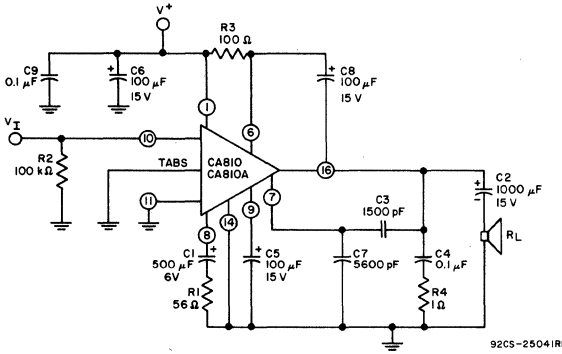 V+
R3
100 Ω
C9
0.1 μF
+
C6
100 μF
15 V
+
C8
100 μF
15 V
1
6
VI
10
R2
100 kΩ
TABS
CA810
CA810A
16
11
7
9
14
8
C3
1500 pF
+
C2
1000 μF
15 V
−
C1
+
500 μF
6V
R1
56 Ω
+
C5
100 μF
15 V
C7
5600 pF
C4
0.1 μF
R4
1 Ω
RL
92CS-25041RI